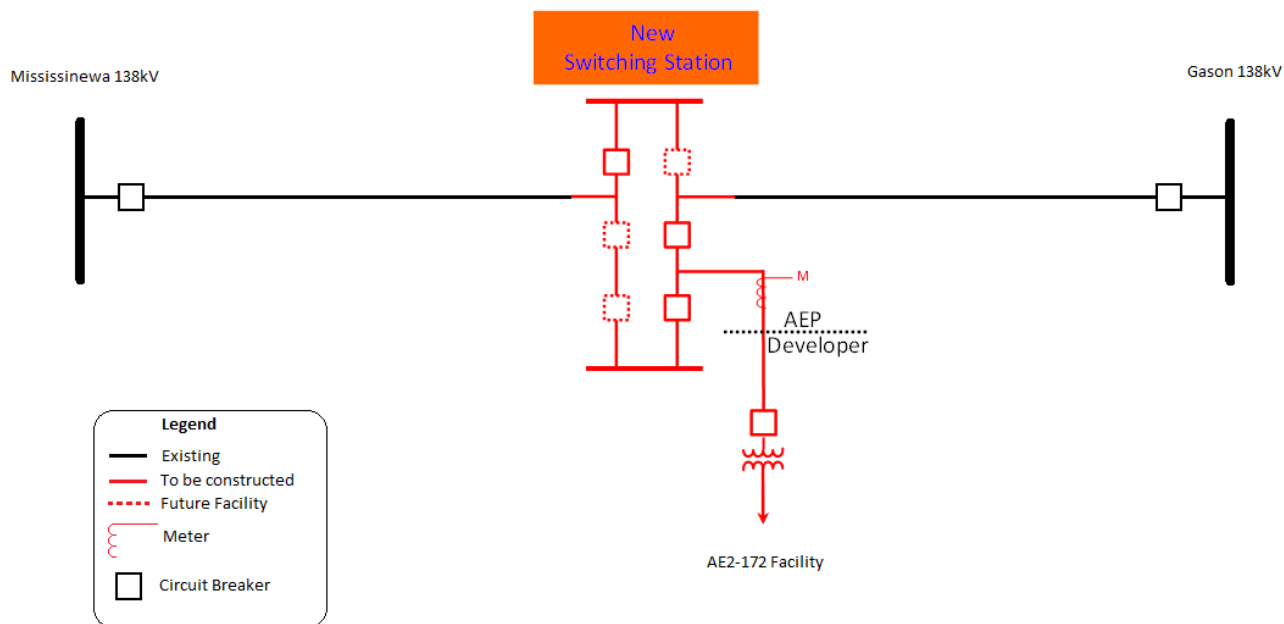 New
Switching Station
Mississinewa 138kV
Gason 138kV
M
AEP
Developer
Legend
Existing
To be constructed
Future Facility
Meter
Circuit Breaker
AE2-172 Facility